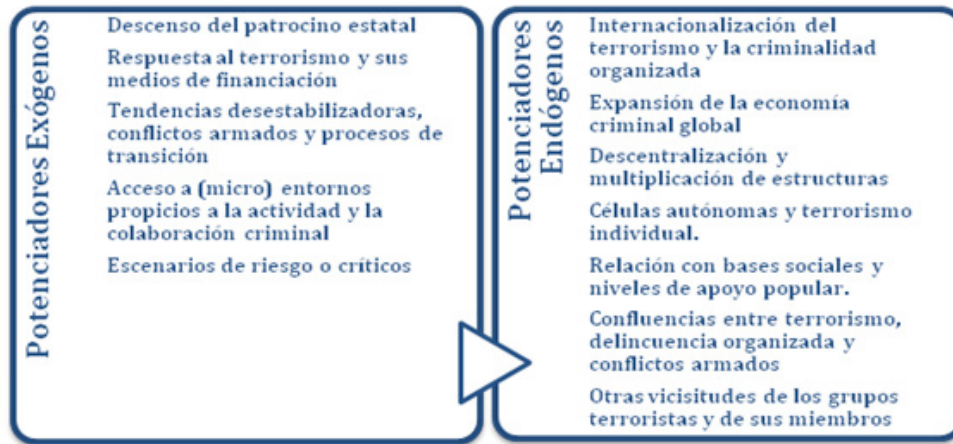 Potenciadores Exógenos
Descenso del patrocino estatal
Respuesta al terrorismo y sus
medios de financiación
Tendencias desestabilizadoras,
conflictos armados y procesos de
transición
Acceso a (micro) entornos
propicios a la actividad y la
colaboración criminal
Escenarios de riesgo o críticos
Potenciadores
Endógenos
Internacionalización del
terrorismo y la criminalidad
organizada
Expansión de la economía
criminal global
Descentralización y
multiplicación de estructuras
Células autónomas y terrorismo
individual.
Relación con bases sociales y
niveles de apoyo popular.
Confluencias entre terrorismo,
delincuencia organizada y
conflictos armados
Otras vicisitudes de los grupos
terroristas y de sus miembros